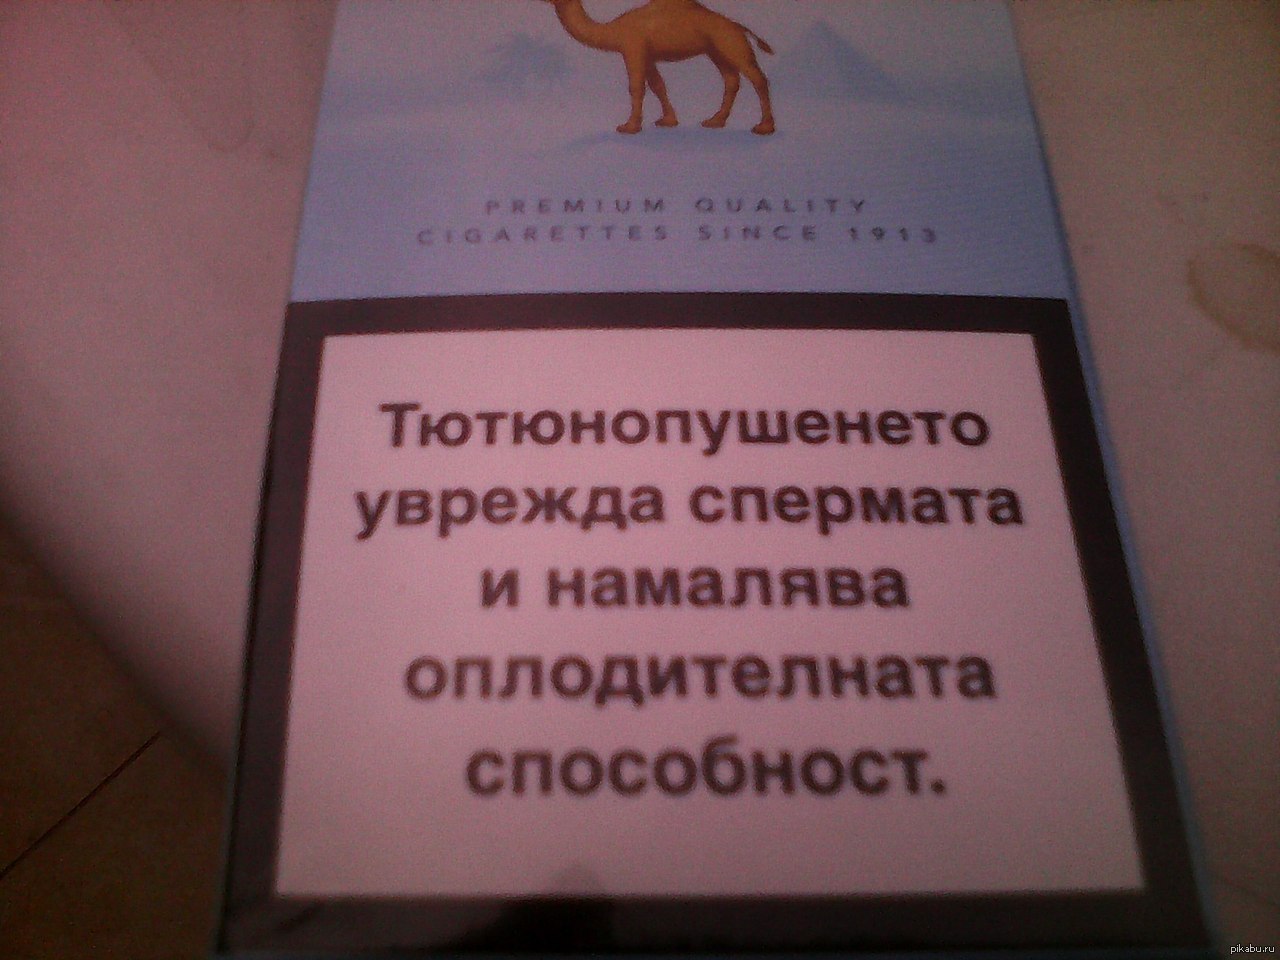 PREMIUM QUALITY
CIGARETTES SINCE 1913
Тютюнопушенето
уврежда спермата
и намалява
оплодителната
способност.
pikabu.ru